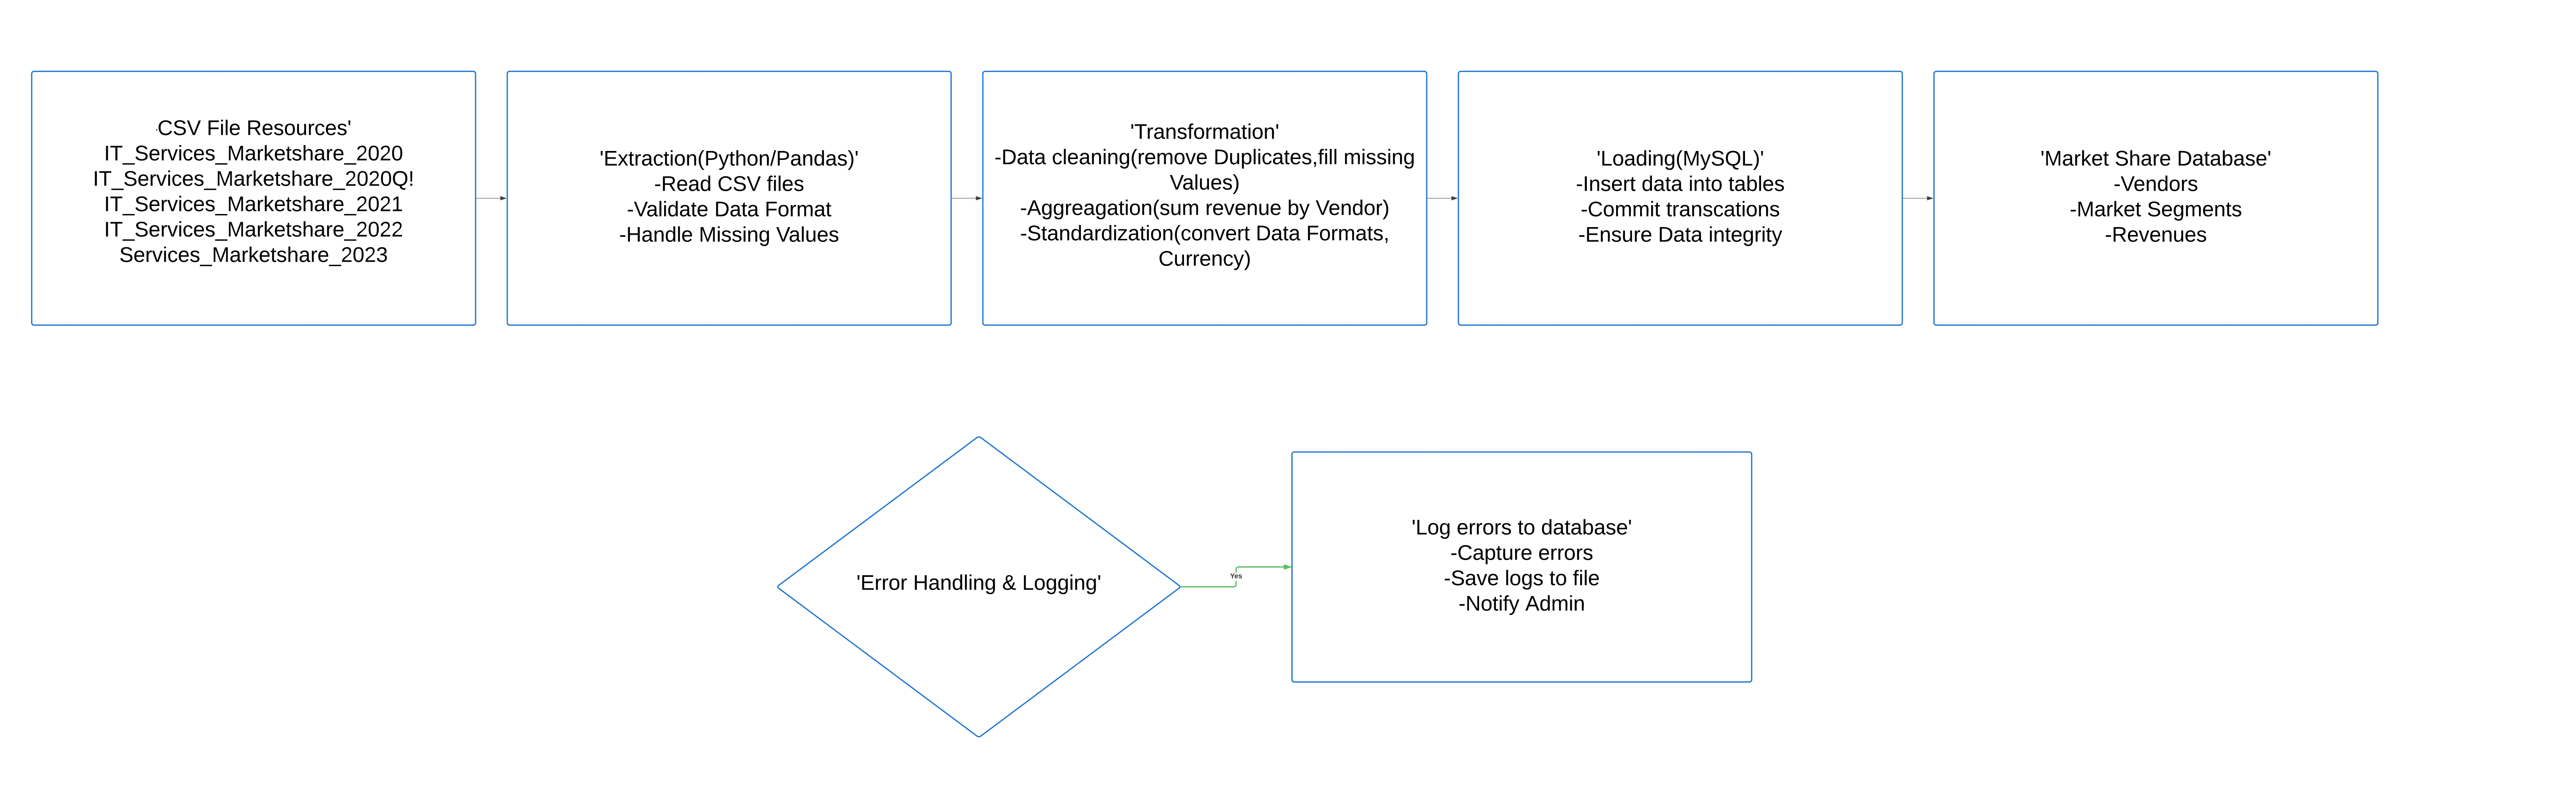 CSV File Resources'
IT_Services_Marketshare_2020
IT_Services_Marketshare_2020Q!
IT_Services_Marketshare_2021
IT_Services_Marketshare_2022
Services_Marketshare_2023
'Extraction(Python/Pandas)'
-Read CSV files
-Validate Data Format
-Handle Missing Values
'Transformation'
-Data cleaning(remove Duplicates,fill missing
Values)
-Aggreagation(sum revenue by Vendor)
-Standardization(convert Data Formats,
Currency)
'Loading(MySQL)'
-Insert data into tables
-Commit transcations
-Ensure Data integrity
'Market Share Database'
-Vendors
-Market Segments
-Revenues
'Error Handling & Logging'
Yes
'Log errors to database'
-Capture errors
-Save logs to file
-Notify Admin